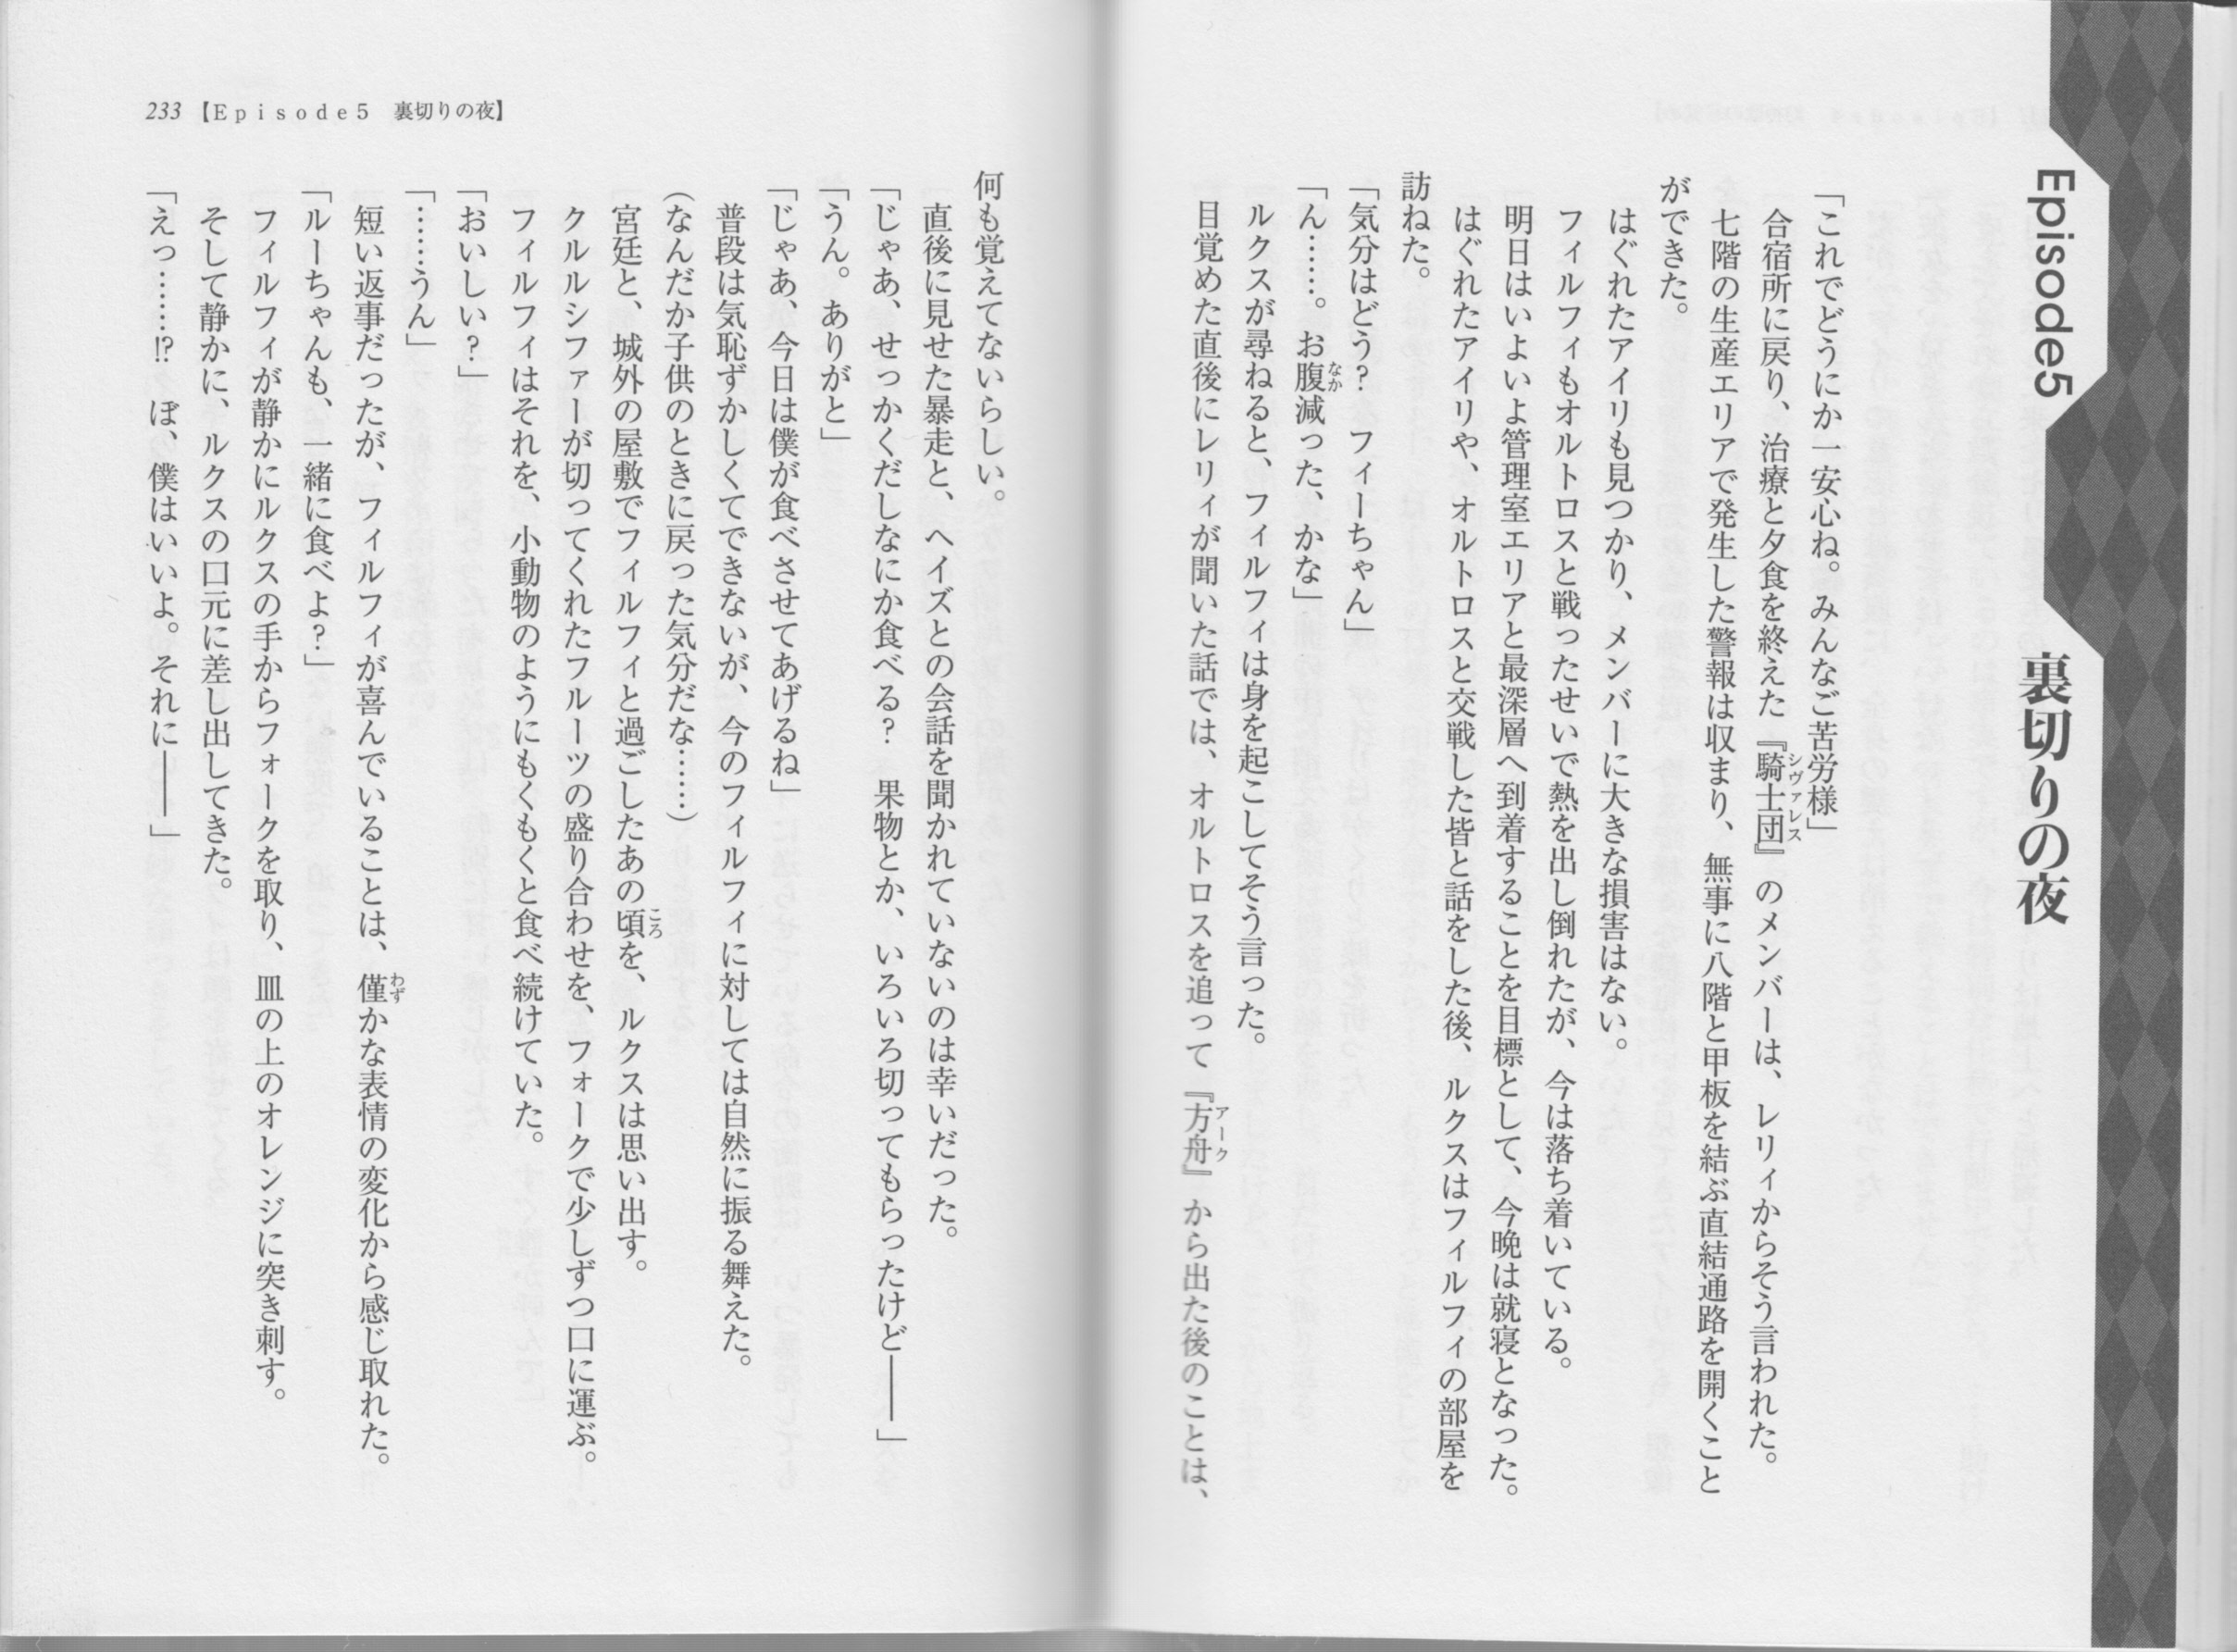 Episode5　裏切りの夜
「これでどうにか一安心ね。みんなご苦労様」
合宿所に戻り、治療と夕食を終えた『騎士団』のメンバーは、レリィからそう言われた。
シヴァレス
七階の生産エリアで発生した警報は収まり、無事に八階と甲板を結ぶ直結通路を開くこと
ができた。
はぐれたアイリも見つかり、メンバーに大きな損害はない。
フィルフィもオルトロスと戦ったせいで熱を出し倒れたが、今は落ち着いている。
明日はいよいよ管理室エリアと最深層へ到着することを目標として、今晩は就寝となった。
はぐれたアイリや、オルトロスと交戦した皆と話をした後、ルクスはフィルフィの部屋を
訪ねた。
「気分はどう？　フィーちゃん」
「ん……。お腹減った、かな」
なか
ルクスが尋ねると、フィルフィは身を起こしてそう言った。
目覚めた直後にレリィが聞いた話では、オルトロスを追って『方舟』から出た後のことは、
アーク
233【Episode5　裏切りの夜】
何も覚えてないらしい。
直後に見せた暴走と、ヘイズとの会話を聞かれていないのは幸いだった。
「じゃあ、せっかくだしなにか食べる？　果物とか、いろいろ切ってもらったけど――」
「うん。ありがと」
「じゃあ、今日は僕が食べさせてあげるね」
普段は気恥ずかしくてできないが、今のフィルフィに対しては自然に振る舞えた。
（なんだか子供のときに戻った気分だな……）
宮廷と、城外の屋敷でフィルフィと過ごしたあの頃を、ルクスは思い出す。
ころ
クルルシファーが切ってくれたフルーツの盛り合わせを、フォークで少しずつ口に運ぶ。
フィルフィはそれを、小動物のようにもくもくと食べ続けていた。
「おいしい？」
「……うん」
短い返事だったが、フィルフィが喜んでいることは、僅かな表情の変化から感じ取れた。
わず
「ルーちゃんも、一緒に食べよ？」
フィルフィが静かにルクスの手からフォークを取り、皿の上のオレンジに突き刺す。
そして静かに、ルクスの口元に差し出してきた。
「えっ……⁉　ぼ、僕はいいよ。それに――」